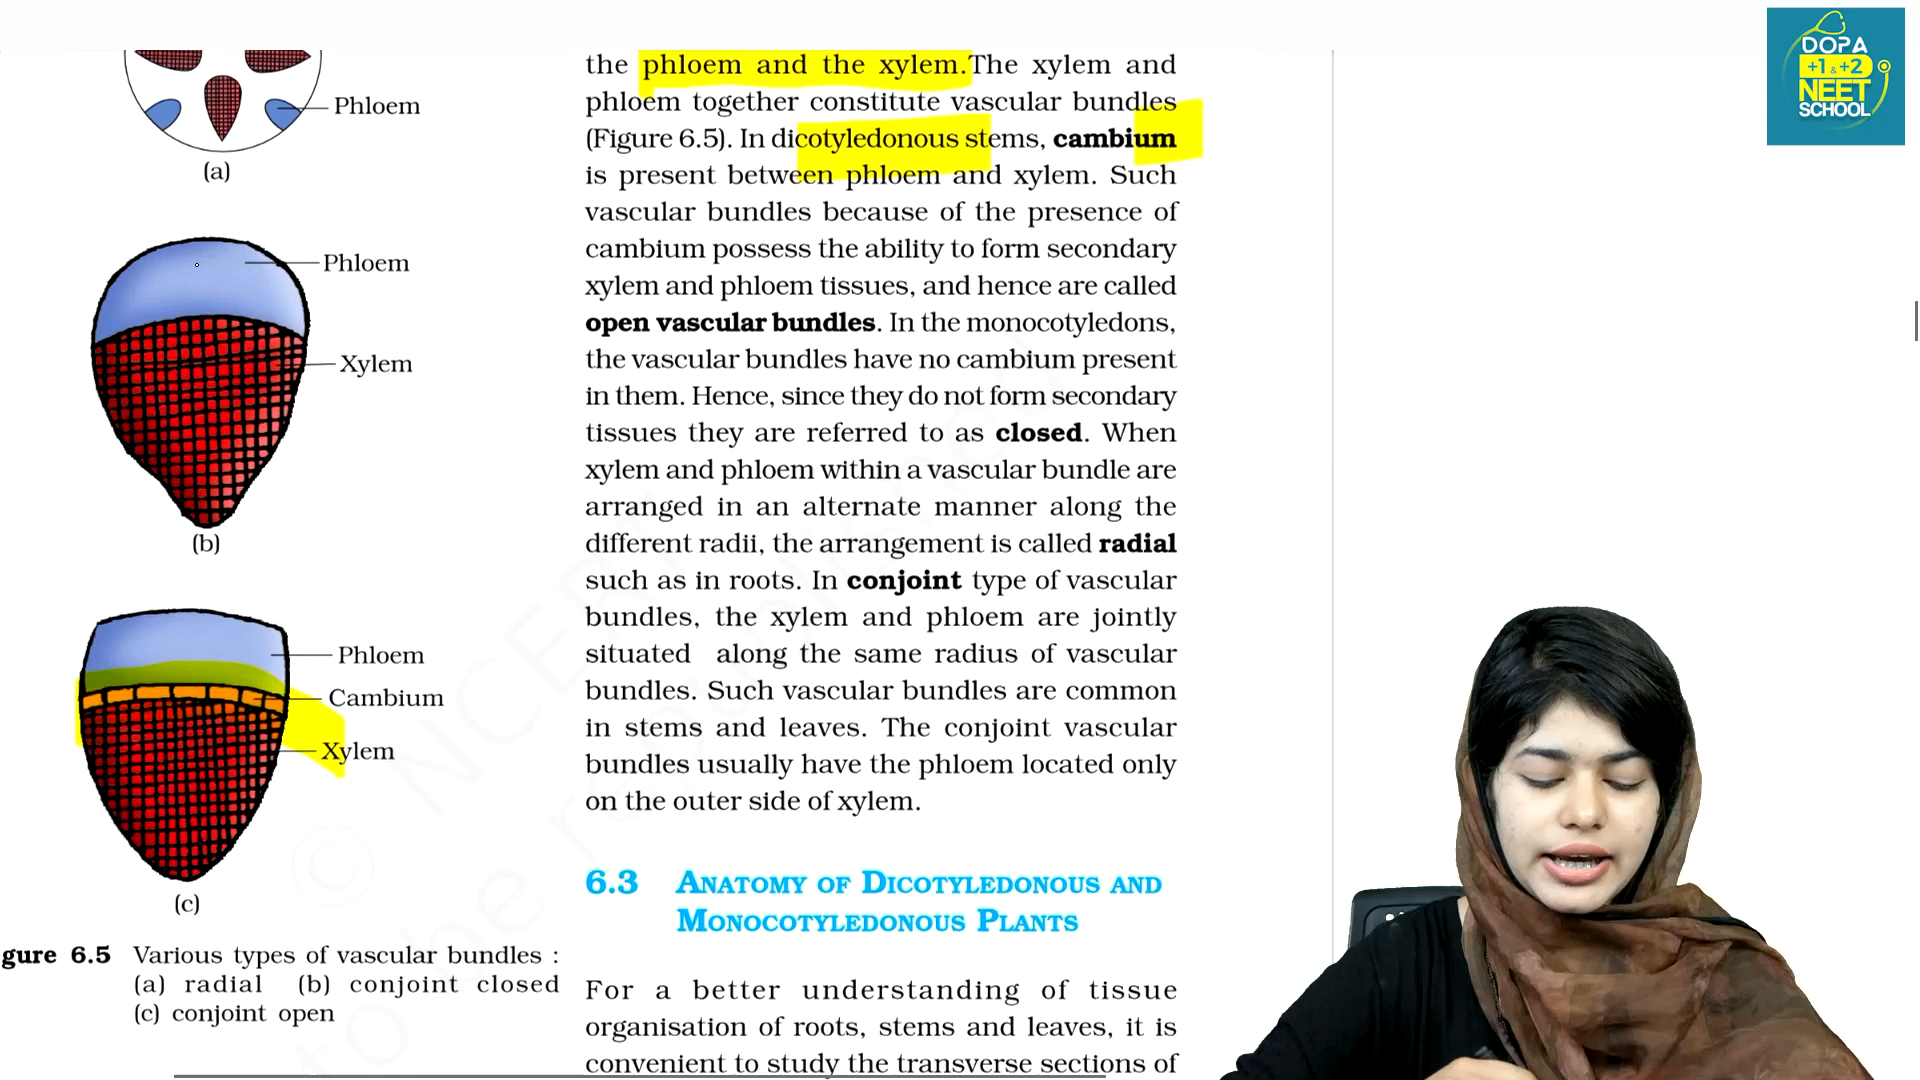 Phloem
(a)
Phloem
Xylem
(b)
Phloem
Cambium
Xylem
(c)
gure 6.5 Various types of vascular bundles :
(a) radial (b) conjoint closed
(c) conjoint open
the phloem and the xylem.The xylem and
phloem together constitute vascular bundles
(Figure 6.5). In dicotyledonous stems, cambium
is present between phloem and xylem. Such
vascular bundles because of the presence of
cambium possess the ability to form secondary
xylem and phloem tissues, and hence are called
open vascular bundles. In the monocotyledons,
the vascular bundles have no cambium present
in them. Hence, since they do not form secondary
tissues they are referred to as closed. When
xylem and phloem within a vascular bundle are
arranged in an alternate manner along the
different radii, the arrangement is called radial
such as in roots. In conjoint type of vascular
bundles, the xylem and phloem are jointly
situated along the same radius of vascular
bundles. Such vascular bundles are common
in stems and leaves. The conjoint vascular
bundles usually have the phloem located only
on the outer side of xylem.
6.3 ANATOMY OF DICOTYLEDONOUS AND
MONOCOTYLEDONOUS PLANTS
For a better understanding of tissue
organisation of roots, stems and leaves, it is
convenient to study the transverse sections of
DOPA
+1 & +2
NEET
SCHOOL
© NCERT
to be re